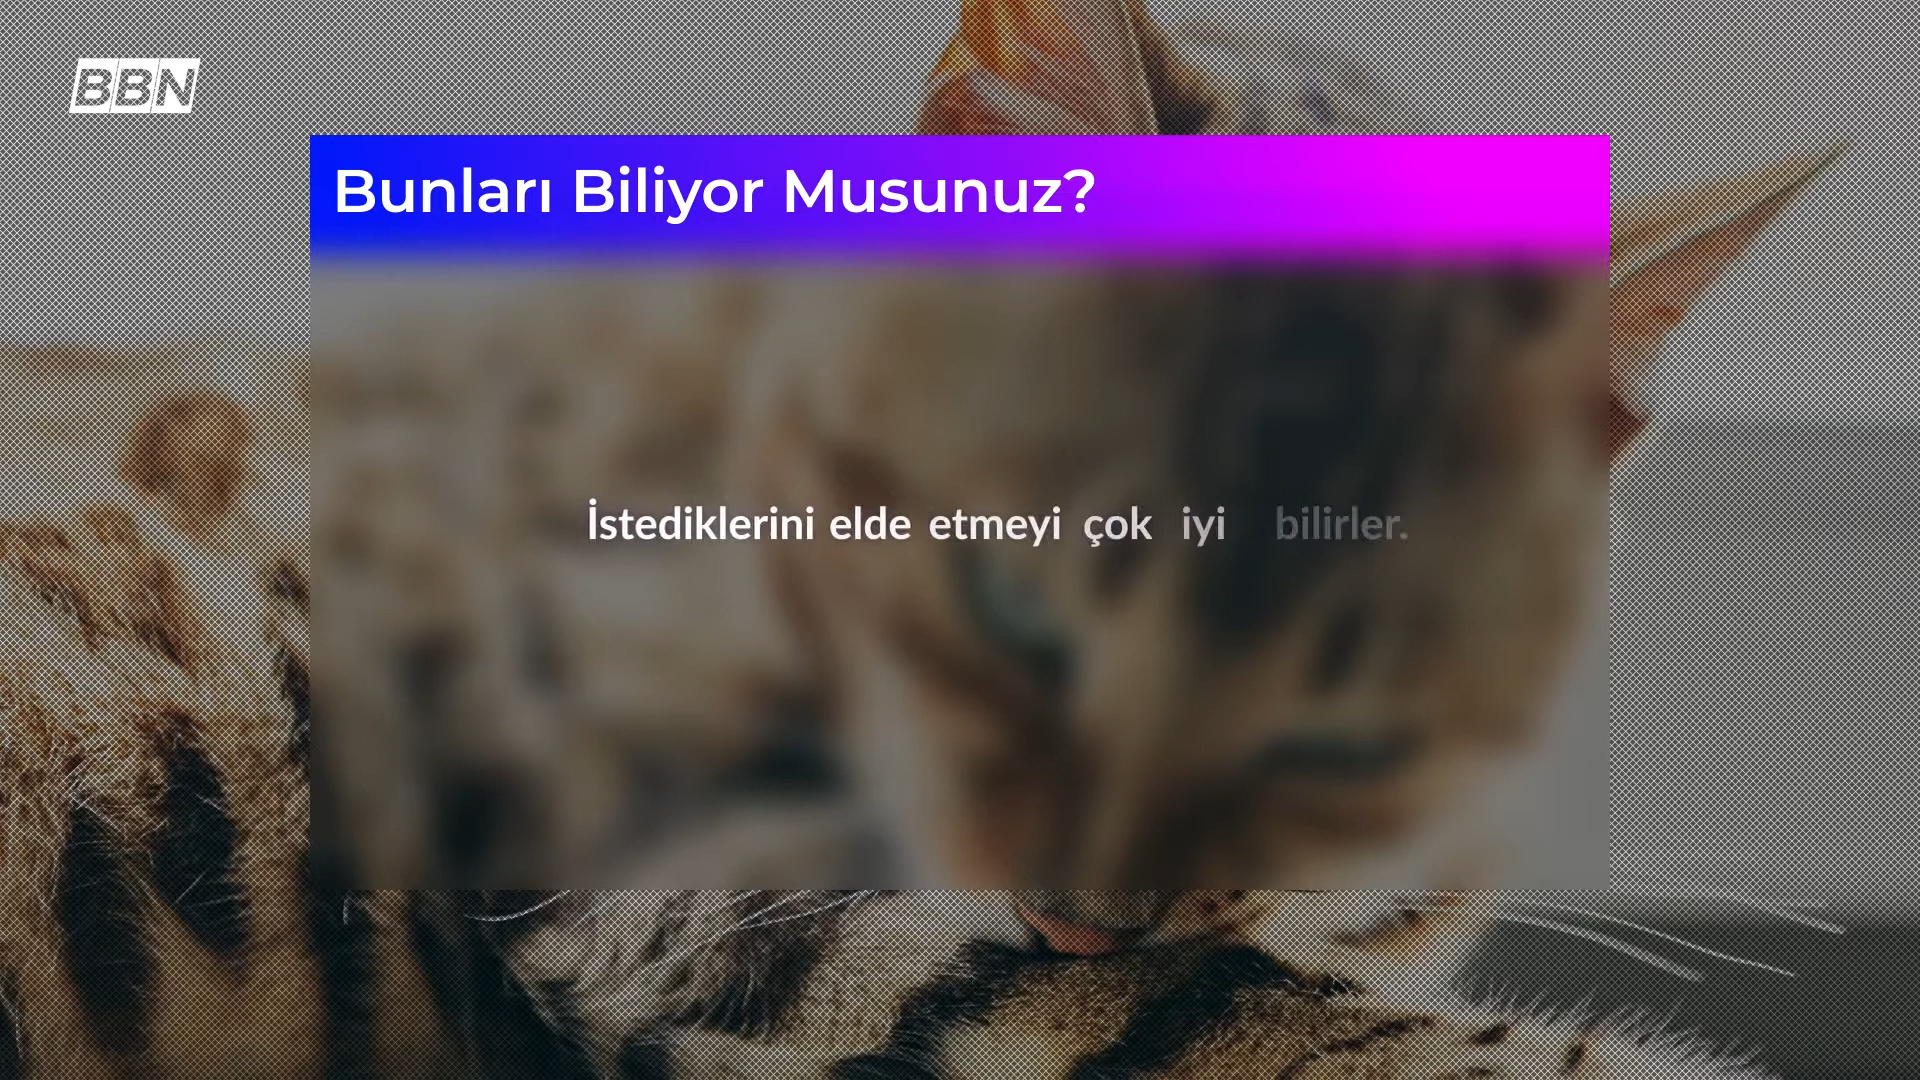 BBN
Bunları Biliyor Musunuz?
İstediklerini elde etmeyi çok iyi bilirler.